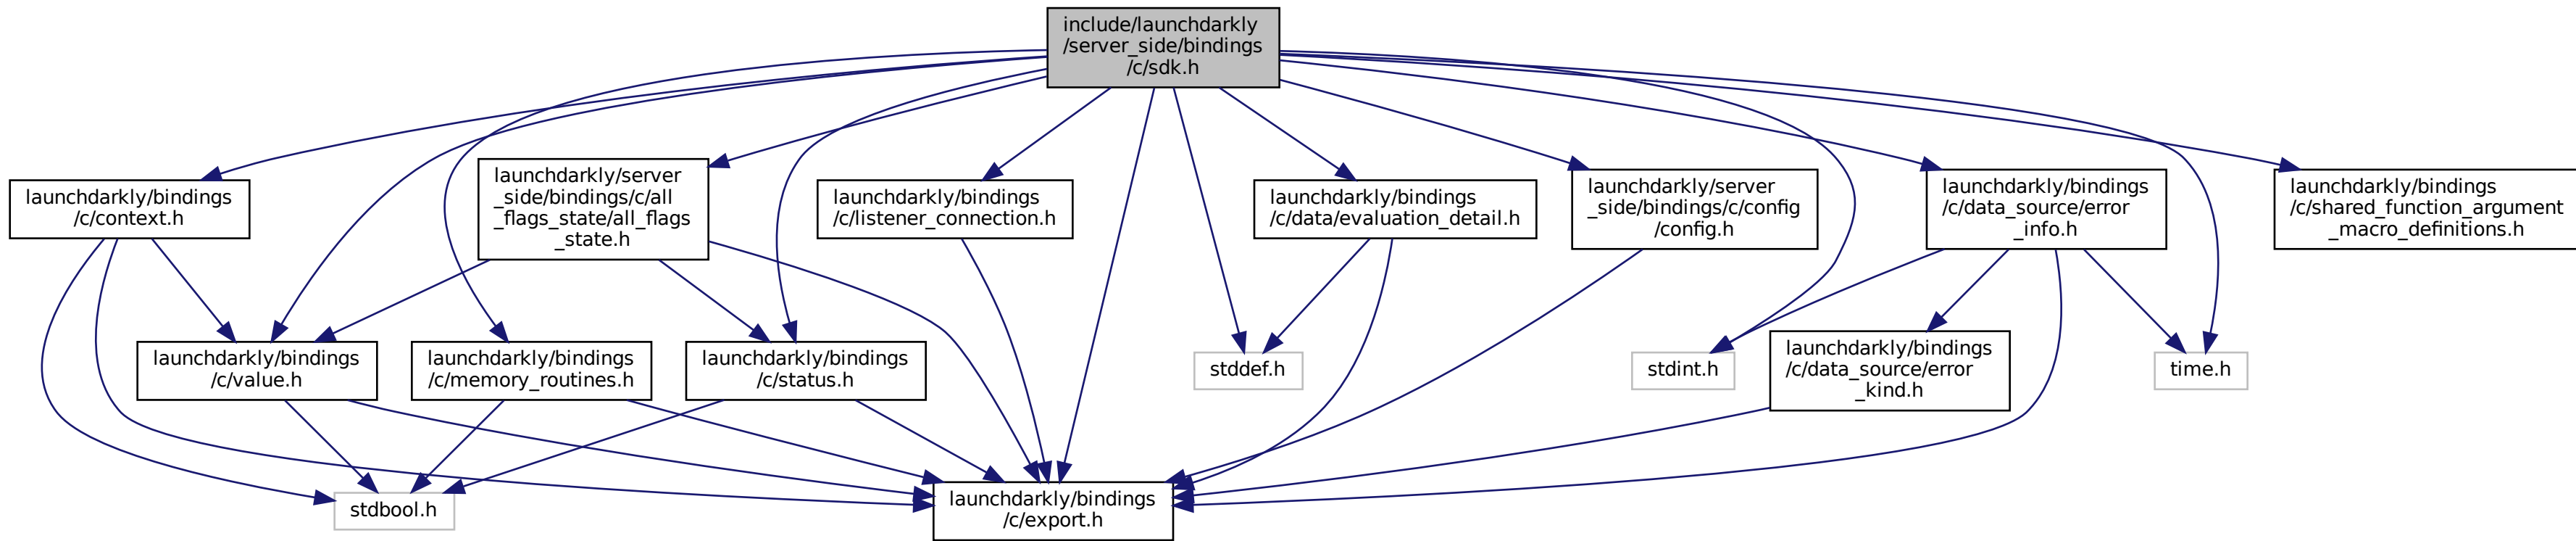 include/launchdarkly
/server_side/bindings
/c/sdk.h
launchdarkly/bindings
/c/context.h
launchdarkly/server
_side/bindings/c/all
_flags_state/all_flags
_state.h
launchdarkly/bindings
/c/listener_connection.h
launchdarkly/bindings
/c/data/evaluation_detail.h
launchdarkly/server
_side/bindings/c/config
/config.h
launchdarkly/bindings
/c/data_source/error
_info.h
launchdarkly/bindings
/c/shared_function_argument
_macro_definitions.h
launchdarkly/bindings
/c/value.h
launchdarkly/bindings
/c/memory_routines.h
launchdarkly/bindings
/c/status.h
stddef.h
stdint.h
launchdarkly/bindings
/c/data_source/error
_kind.h
time.h
stdbool.h
launchdarkly/bindings
/c/export.h